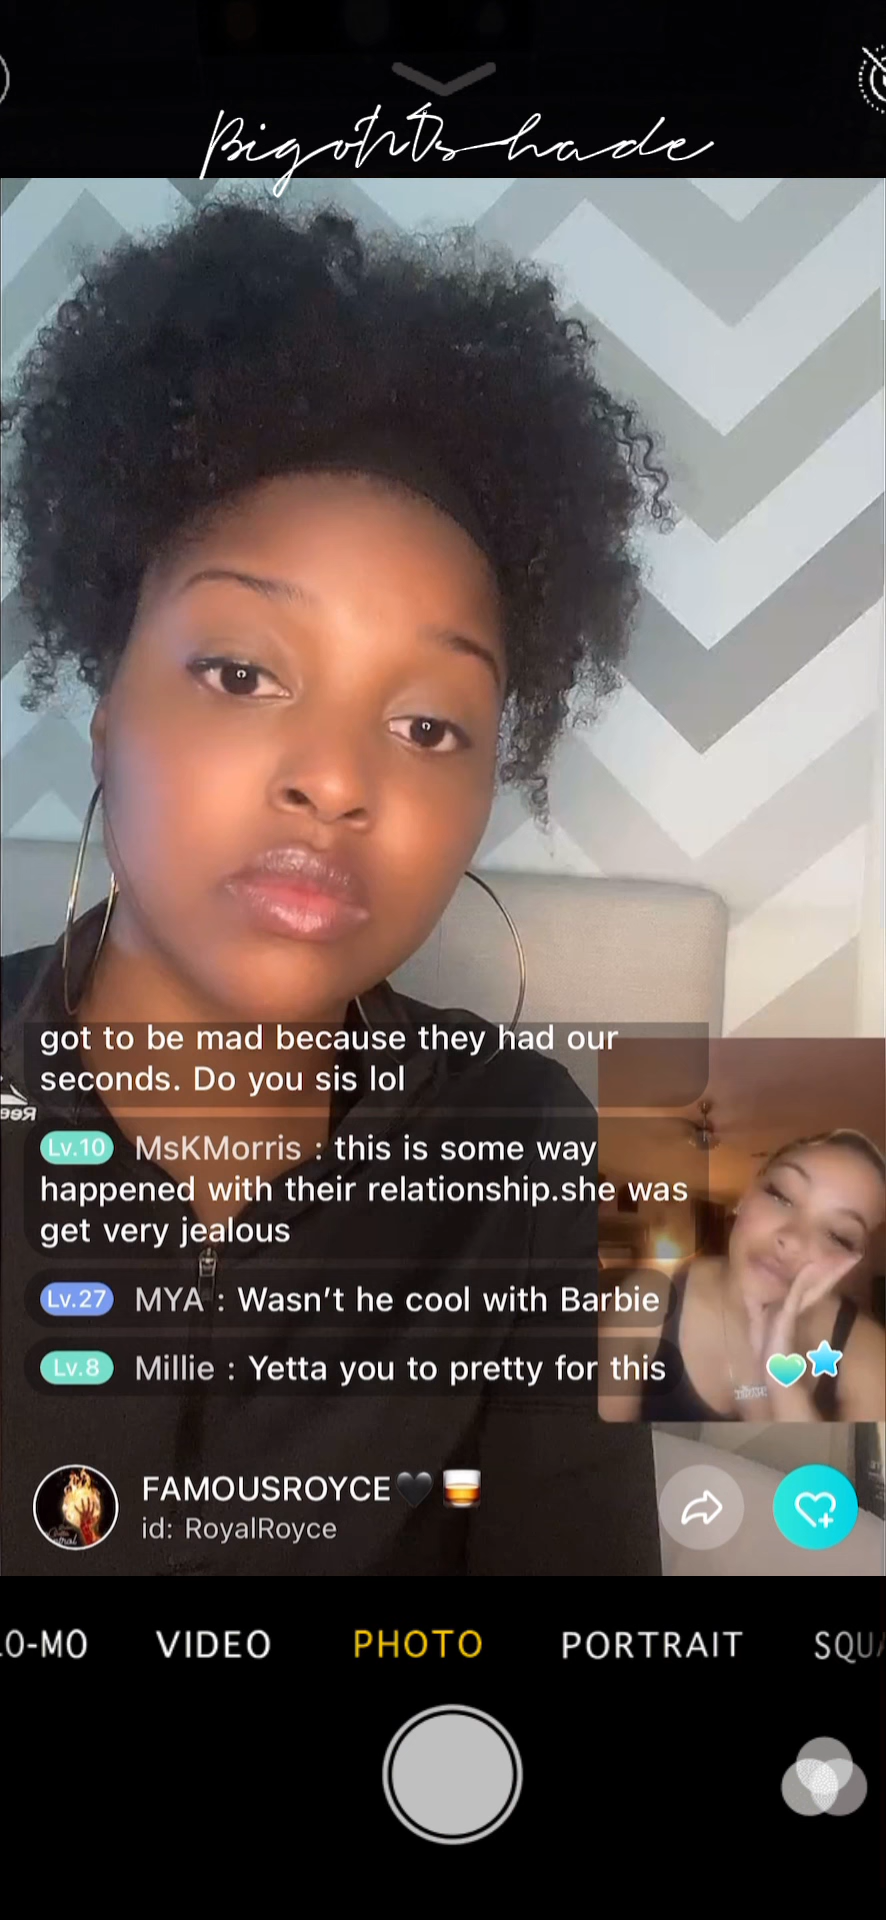 BigoTT'Shade
got to be mad because they had our
seconds. Do you sis lol
Lv.10 MsKMorris : this is some way
happened with their relationship.she was
get very jealous
Lv.27 MYA : Wasn't he cool with Barbie
Lv.8 Millie : Yetta you to pretty for this
FAMOUSROYCE🖤🥃
id: RoyalRoyce
VIDEO PHOTO PORTRAIT